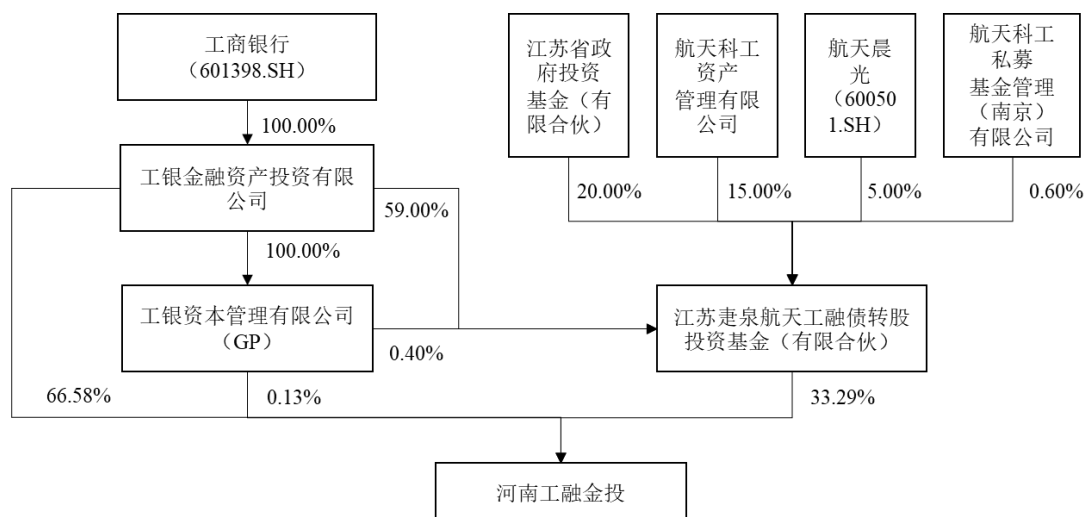 工商银行
（601398.SH）
江苏省政
府投资
基金（有
限合伙）
航天科工
资产
管理有限
公司
航天晨
光
（60050
1.SH）
航天科工
私募
基金管理
（南京）
有限公司
100.00%
工银金融资产投资有限
公司
20.00%
15.00%
5.00%
0.60%
59.00%
100.00%
工银资本管理有限公司
（GP）
江苏疌泉航天工融债转股
投资基金（有限合伙）
0.40%
66.58%
0.13%
33.29%
河南工融金投